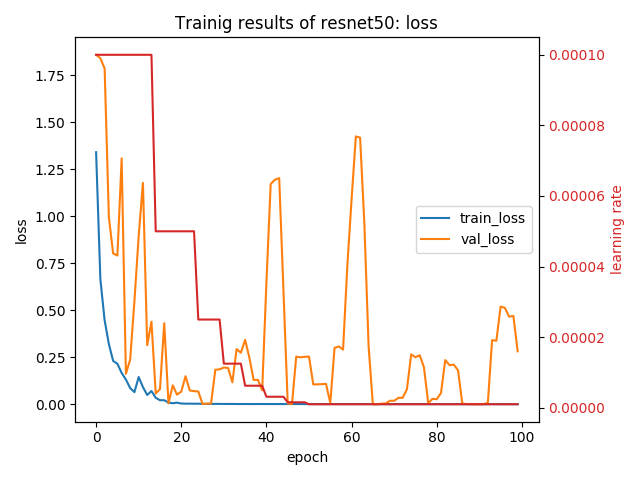 Trainig results of resnet50: loss
1.75
1.50
1.25
1.00
0.75
0.50
0.25
0.00
loss
0.00010
0.00008
0.00006
0.00004
0.00002
0.00000
learning rate
train_loss
val_loss
0 20 40 60 80 100
epoch